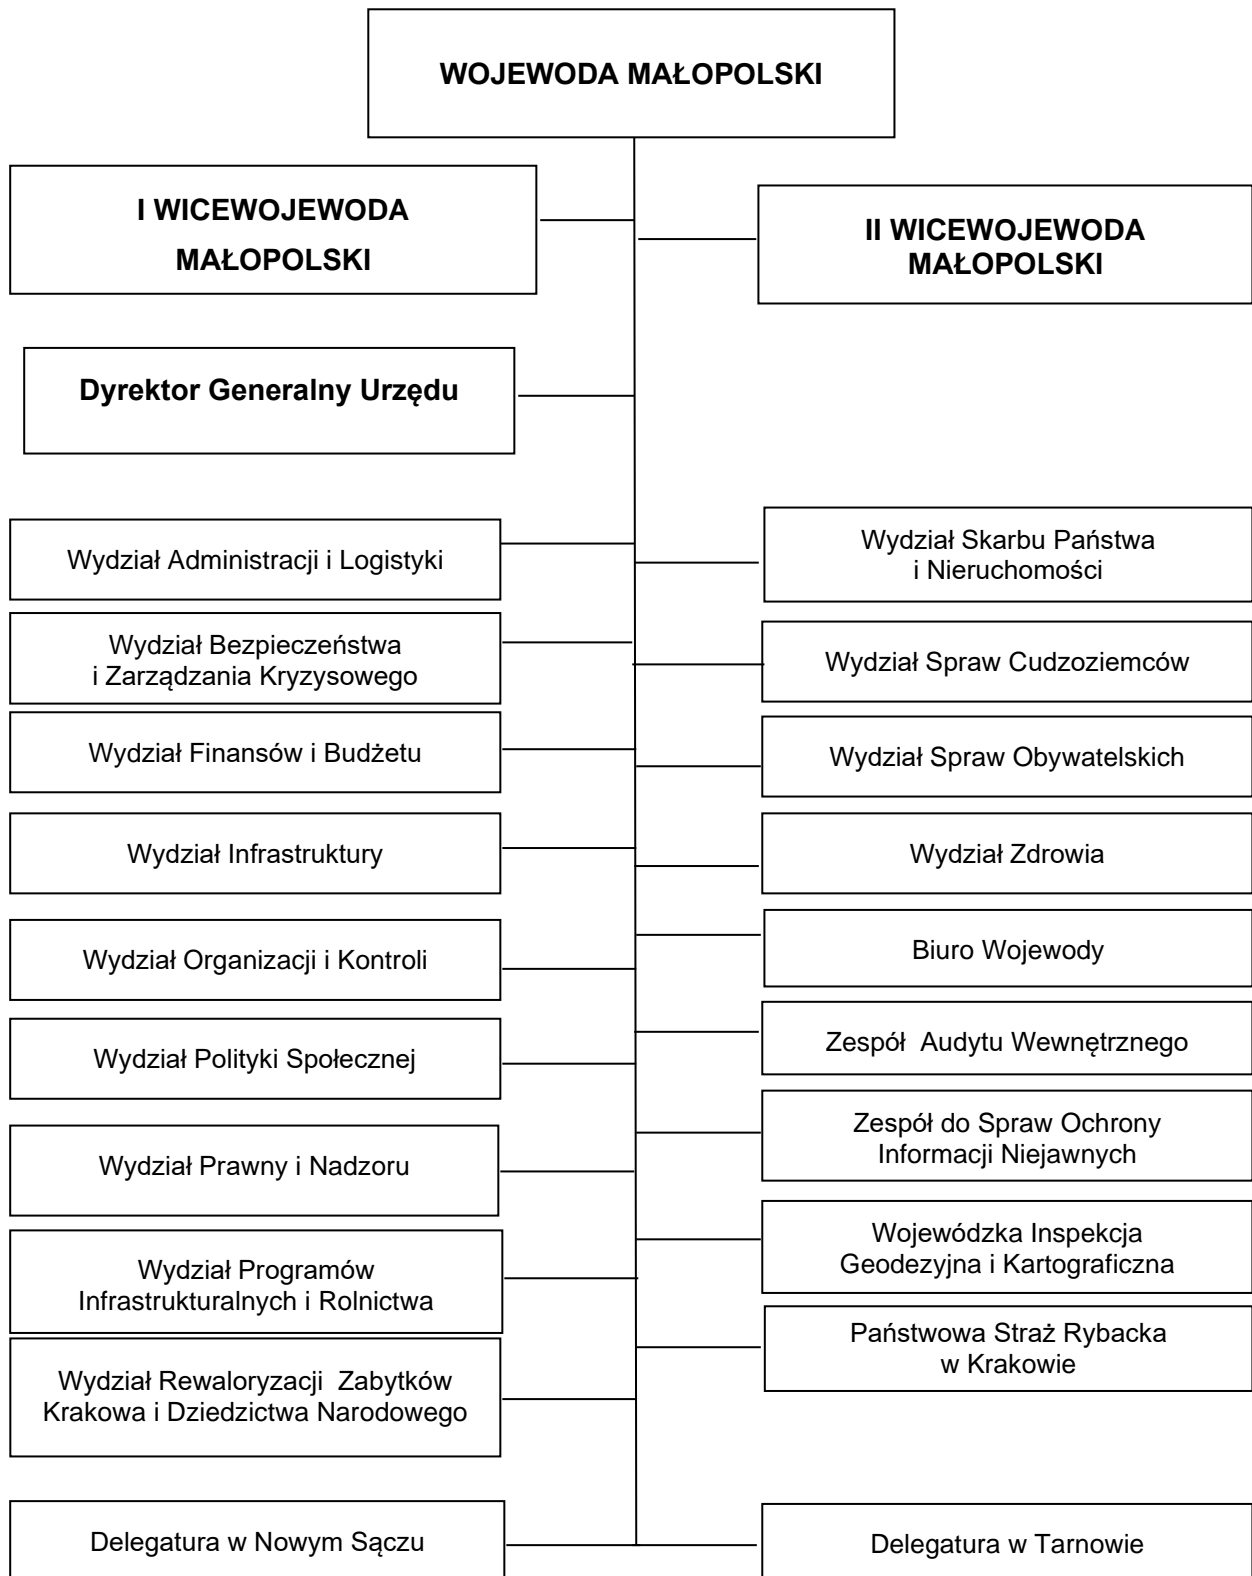 WOJEWODA MAŁOPOLSKI
I WICEWOJEWODA
MAŁOPOLSKI
II WICEWOJEWODA
MAŁOPOLSKI
Dyrektor Generalny Urzędu
Wydział Administracji i Logistyki
Wydział Bezpieczeństwa
i Zarządzania Kryzysowego
Wydział Finansów i Budżetu
Wydział Infrastruktury
Wydział Organizacji i Kontroli
Wydział Polityki Społecznej
Wydział Prawny i Nadzoru
Wydział Programów
Infrastrukturalnych i Rolnictwa
Wydział Rewaloryzacji  Zabytków
Krakowa i Dziedzictwa Narodowego
Delegatura w Nowym Sączu
Wydział Skarbu Państwa
i Nieruchomości
Wydział Spraw Cudzoziemców
Wydział Spraw Obywatelskich
Wydział Zdrowia
Biuro Wojewody
Zespół  Audytu Wewnętrznego
Zespół do Spraw Ochrony
Informacji Niejawnych
Wojewódzka Inspekcja
Geodezyjna i Kartograficzna
Państwowa Straż Rybacka
w Krakowie
Delegatura w Tarnowie